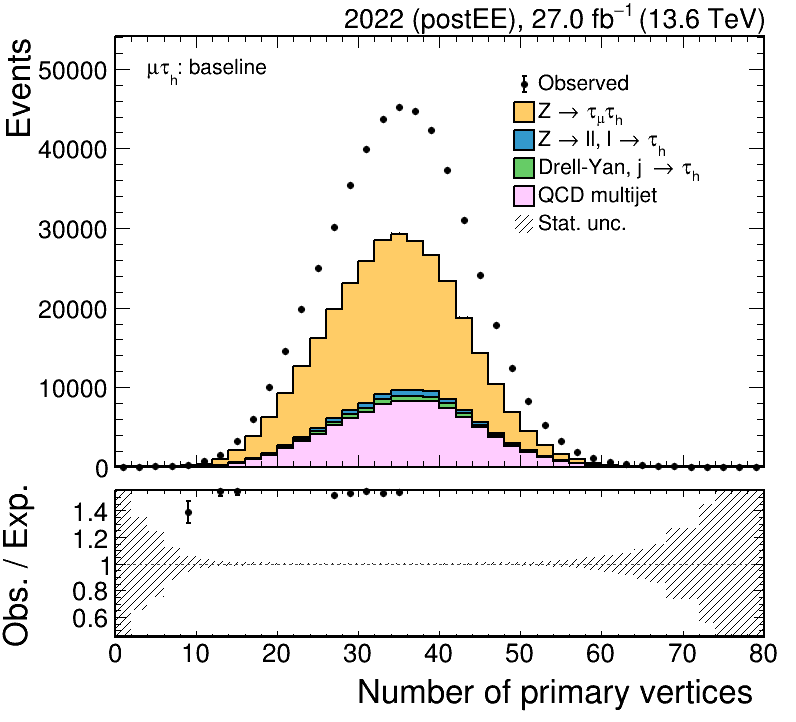 2022 (postEE), 27.0 fb⁻¹ (13.6 TeV)
Events
50000
40000
30000
20000
10000
0
μτₕ: baseline
Observed
Z → τ_μτₕ
Z → ll, l → τₕ
Drell-Yan, j → τₕ
QCD multijet
Stat. unc.
Obs. / Exp.
1.4
1.2
1
0.8
0.6
0 10 20 30 40 50 60 70 80
Number of primary vertices